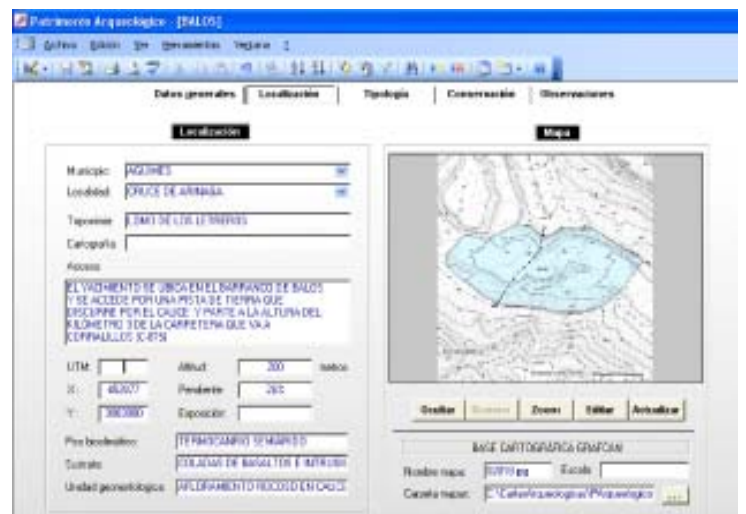 Patrimonio Arqueológico - [BALOS]
Archivo Edición Ver Herramientas Ventana ?
Datos generales Localización Tipología Conservación Observaciones
Localización
Municipio: AGÜIMES
Localidad: CRUCE DE ARINAGA
Topónimo: LOMO DE LOS LETREROS
Cartografía
Acceso
EL YACIMIENTO SE UBICA EN EL BARRANCO DE BALOS
Y SE ACCEDE POR UNA PISTA DE TIERRA QUE
DISCURRE POR EL CAUCE Y PARTE A LA ALTURA DEL
KILÓMETRO 3 DE LA CARRETERA QUE VA A
CORRALILLOS (C-815)
UTM: Altitud: 200 metros
X: Pendiente:
Y: Exposición:
Piso bioclimático: TERMOCANARIO SEMIÁRIDO
Sustrato: COLADAS DE BASALTOS E INTRUSIV
Unidad geomorfológica: AFLORAMIENTO ROCOSO EN CAUCE
Mapa
Ocultar Zoom Editar Actualizar
BASE CARTOGRÁFICA GRAFCAN
Nombre mapa: Escala
Carpeta mapas: ...